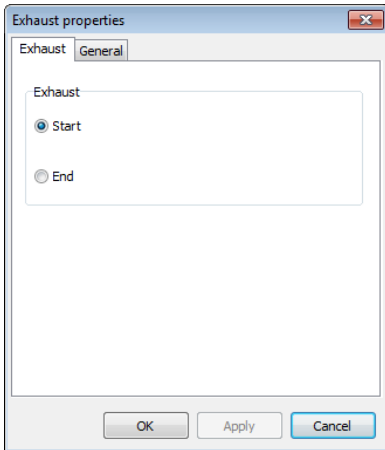 Exhaust properties
Exhaust General
Exhaust
Start
End
OK Apply Cancel